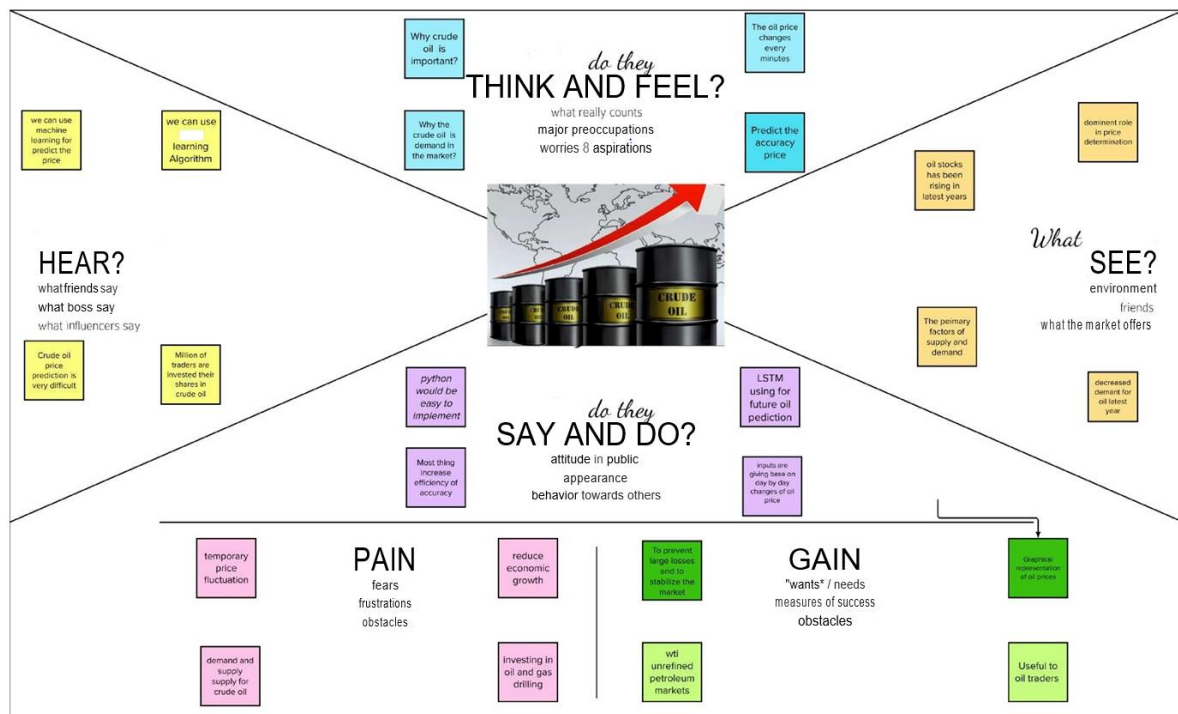 Why crude
oil is
important?
The oil price
changes
every
minutes
do they
THINK AND FEEL?
what really counts
major preoccupations
worries 8 aspirations
Why the
crude oil is
demand in
the market?
Predict the
accuracy
price
we can use
machine
learning for
predict the
price
we can use
learning
Algorithm
HEAR?
what friends say
what boss say
what influencers say
Crude oil
price
prediction is
very difficult
Million of
traders are
invested their
shares in
crude oil
CRUDE
OIL
CRUDE
OIL
dominent role
in price
determination
oil stocks
has been
rising in
latest years
What
SEE?
environment
friends
what the market offers
The peimary
factors of
supply and
demand
decreased
demant for
oil latest
year
python
would be
easy to
implement
LSTM
using for
future oil
pediction
do they
SAY AND DO?
attitude in public
appearance
behavior towards others
Most thing
increase
efficiency of
accuracy
inputs are
giving base on
day by day
changes of oil
price
temporary
price
fluctuation
PAIN
fears
frustrations
obstacles
reduce
economic
growth
demand and
supply
supply for
crude oil
investing in
oil and gas
drilling
To prevent
large losses
and to
stabilize the
market
GAIN
"wants* / needs
measures of success
obstacles
Graphical
representation
of oil prices
wti
unrefined
petroleum
markets
Useful to
oil traders